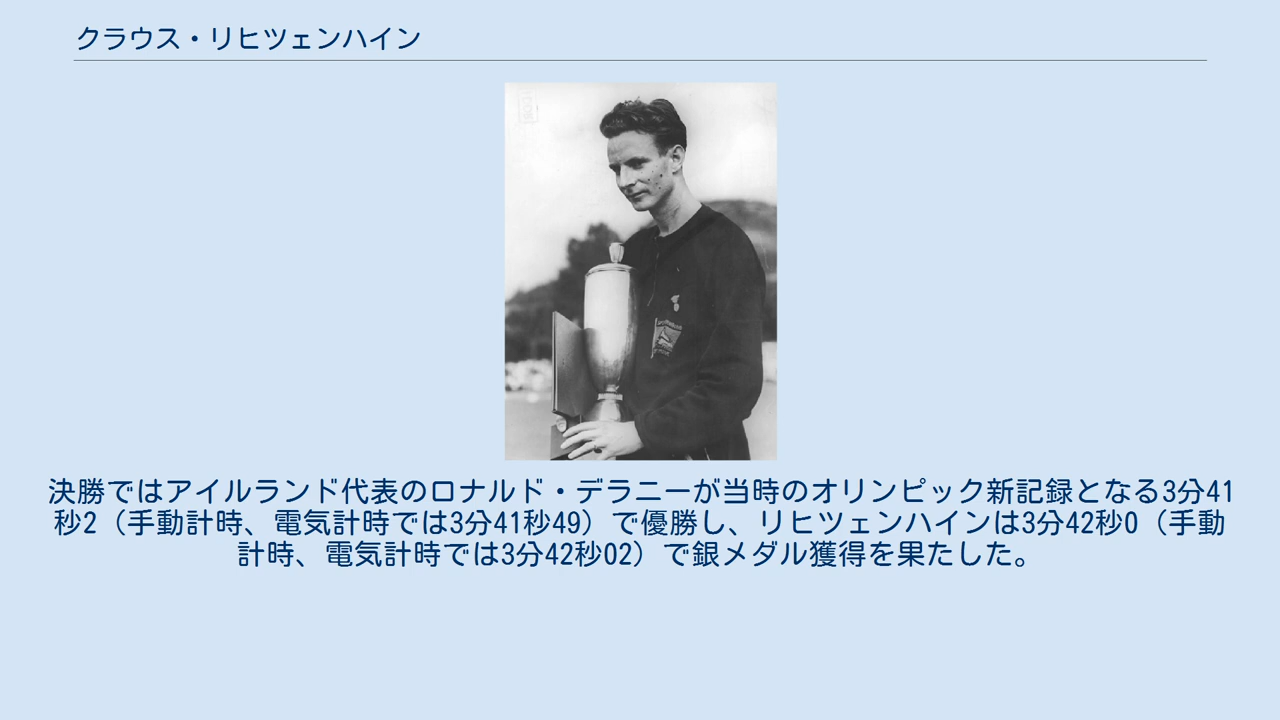 クラウス・リヒツェンハイン
決勝ではアイルランド代表のロナルド・デラニーが当時のオリンピック新記録となる3分41
秒2（手動計時、電気計時では3分41秒49）で優勝し、リヒツェンハインは3分42秒0（手動
計時、電気計時では3分42秒02）で銀メダル獲得を果たした。